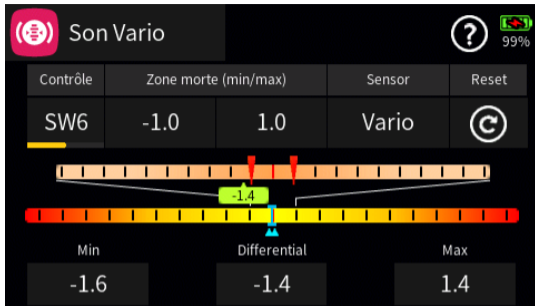 Son Vario
?
99%
Contrôle Zone morte (min/max) Sensor Reset
SW6 -1.0 1.0 Vario
-1.4
Min Differential Max
-1.6 -1.4 1.4